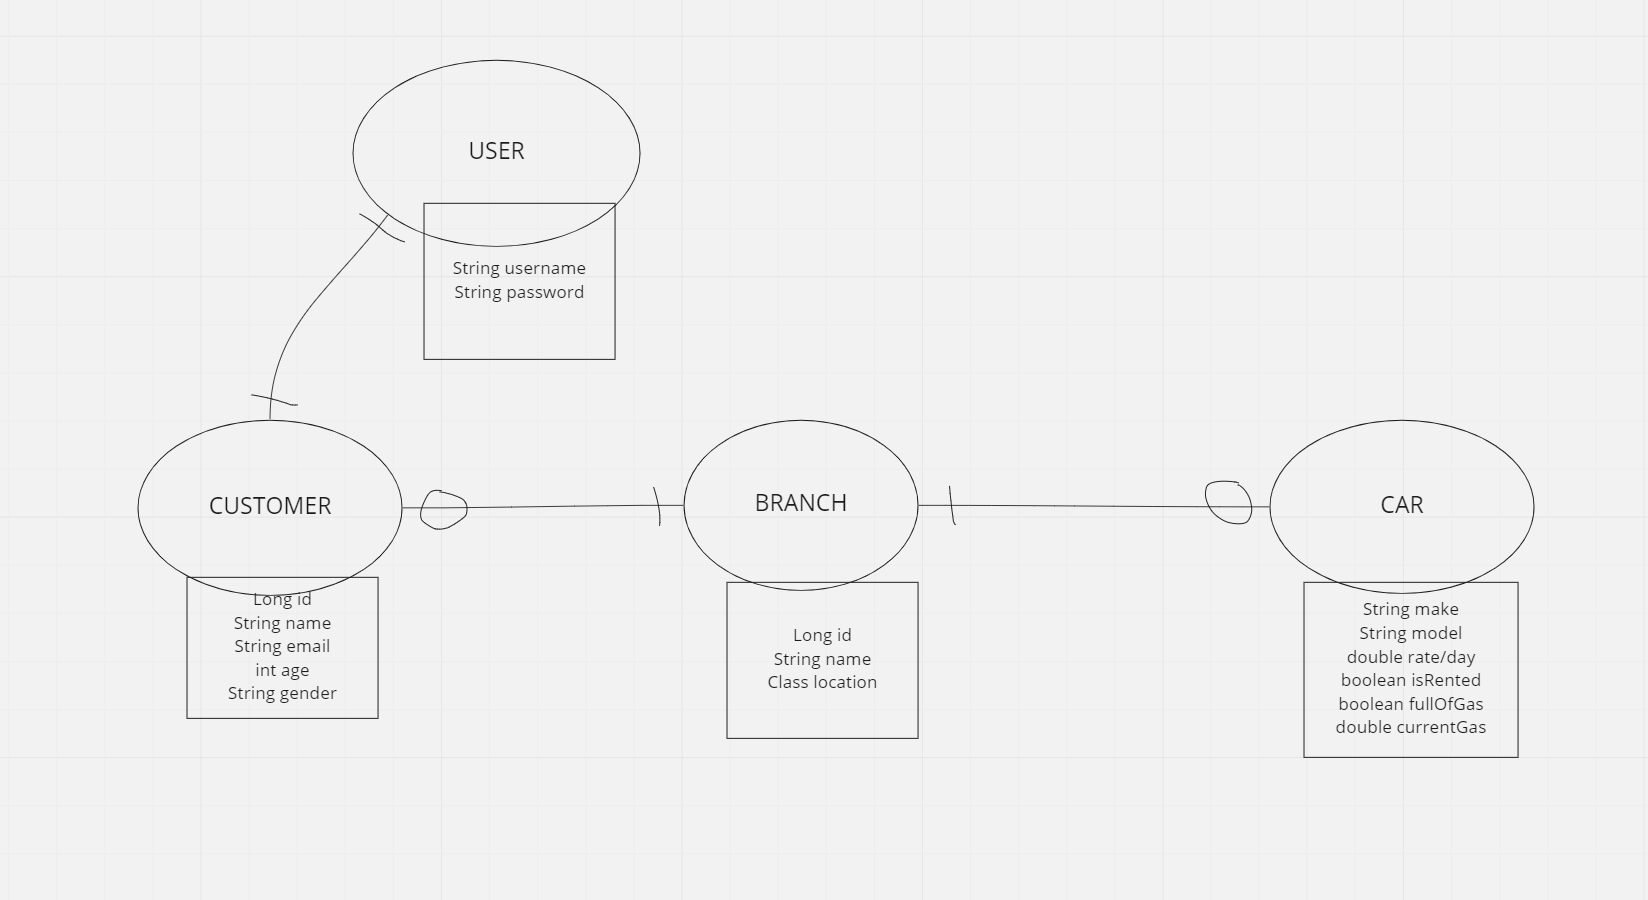 USER
String username
String password
CUSTOMER
Long id
String name
String email
int age
String gender
BRANCH
Long id
String name
Class location
CAR
String make
String model
double rate/day
boolean isRented
boolean fullOfGas
double currentGas